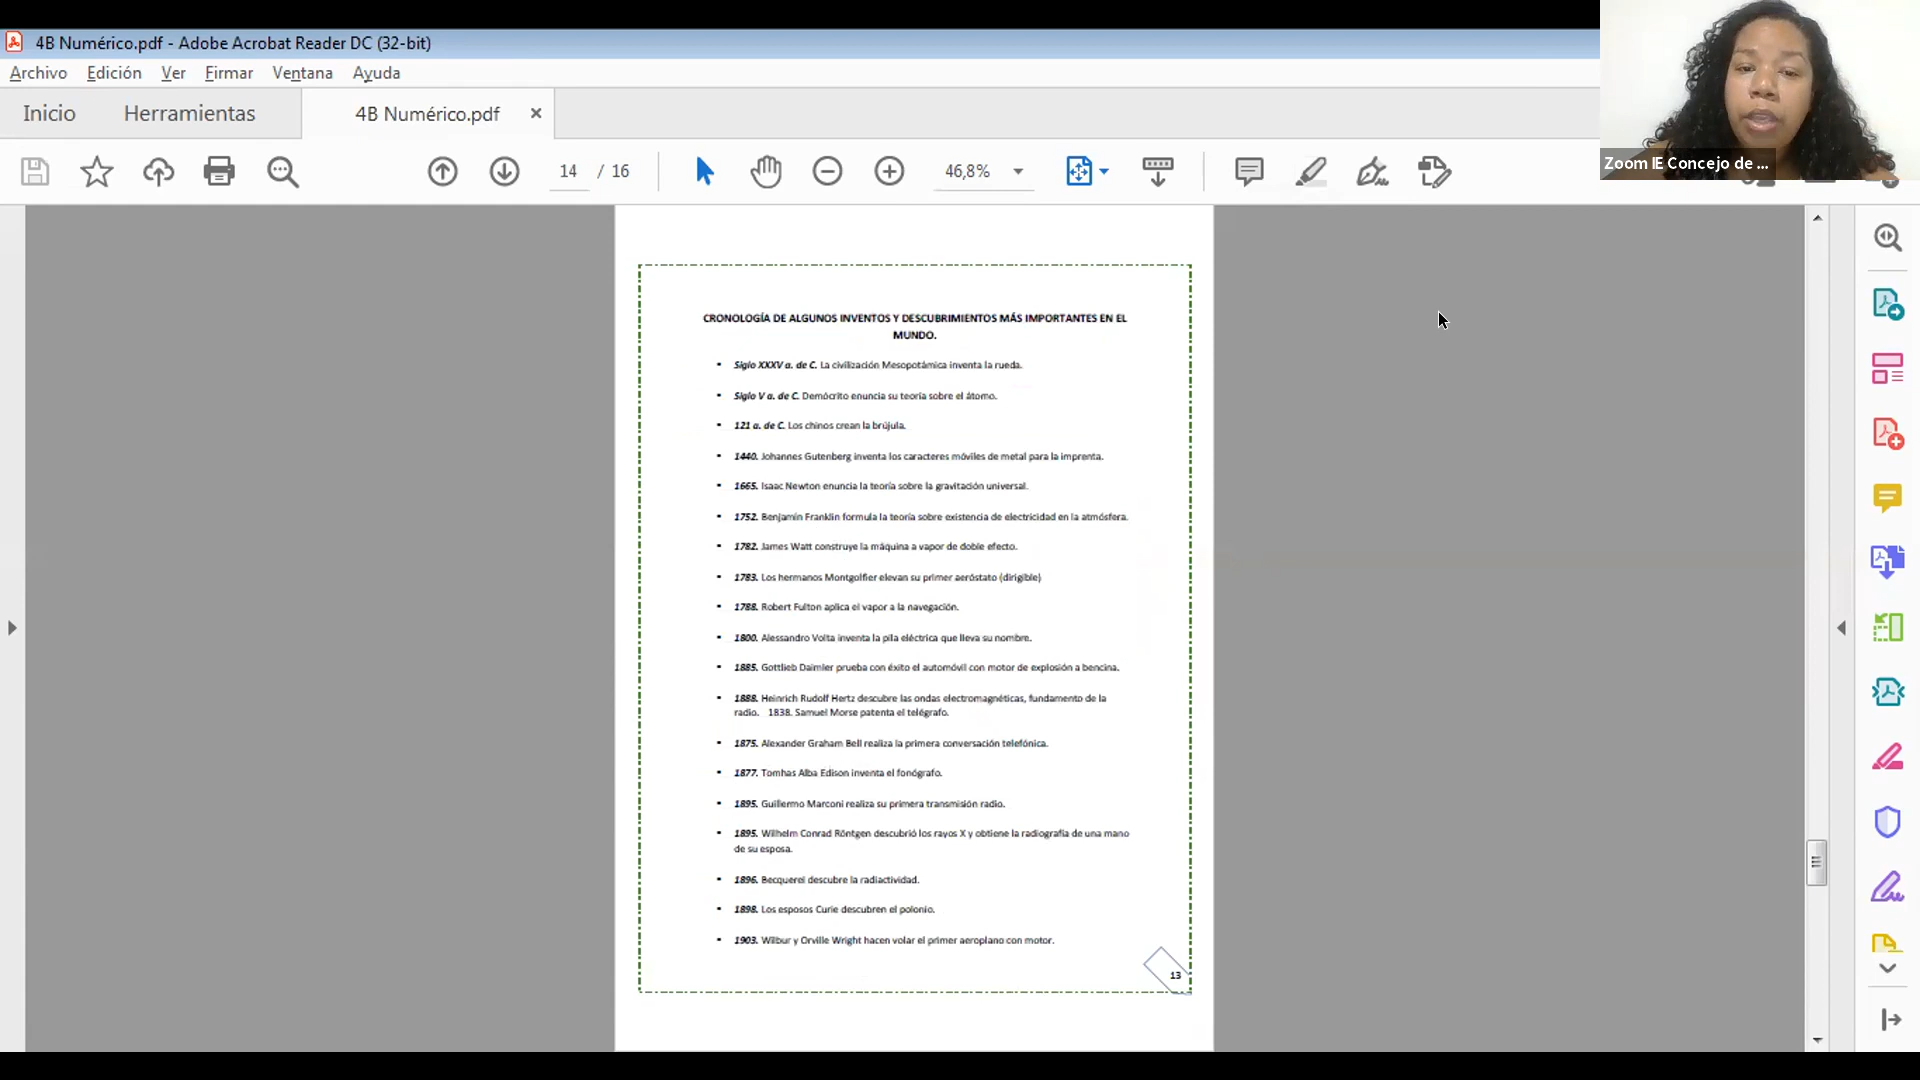 4B Numérico.pdf - Adobe Acrobat Reader DC (32-bit)
Archivo Edición Ver Firmar Ventana Ayuda
Inicio Herramientas 4B Numérico.pdf
14 / 16 46,8%
Zoom IE Concejo de ...
CRONOLOGÍA DE ALGUNOS INVENTOS Y DESCUBRIMIENTOS MÁS IMPORTANTES EN EL
MUNDO.
• Siglo XXXV a. de C. La civilización Mesopotámica inventa la rueda.
• Siglo V a. de C. Demócrito enuncia su teoría sobre el átomo.
• 121 a. de C. Los chinos crean la brújula.
• 1440. Johannes Gutenberg inventa los caracteres móviles de metal para la imprenta.
• 1665. Isaac Newton enuncia la teoría sobre la gravitación universal.
• 1752. Benjamín Franklin formula la teoría sobre existencia de electricidad en la atmósfera.
• 1782. James Watt construye la máquina a vapor de doble efecto.
• 1783. Los hermanos Montgolfier elevan su primer aeróstato (dirigible)
• 1788. Robert Fulton aplica el vapor a la navegación.
• 1800. Alessandro Volta inventa la pila eléctrica que lleva su nombre.
• 1885. Gottlieb Daimler prueba con éxito el automóvil con motor de explosión a bencina.
• 1888. Heinrich Rudolf Hertz descubre las ondas electromagnéticas, fundamento de la
radio. 1838. Samuel Morse patenta el telégrafo.
• 1875. Alexander Graham Bell realiza la primera conversación telefónica.
• 1877. Tomhas Alba Edison inventa el fonógrafo.
• 1895. Guillermo Marconi realiza su primera transmisión radio.
• 1895. Wilhelm Conrad Röntgen descubrió los rayos X y obtiene la radiografía de una mano
de su esposa.
• 1896. Becquerel descubre la radiactividad.
• 1898. Los esposos Curie descubren el polonio.
• 1903. Wilbur y Orville Wright hacen volar el primer aeroplano con motor.
13